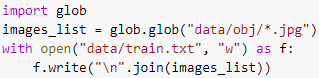 import glob
images_list = glob.glob("data/obj/*.jpg")
with open("data/train.txt", "w") as f:
    f.write("\n".join(images_list))